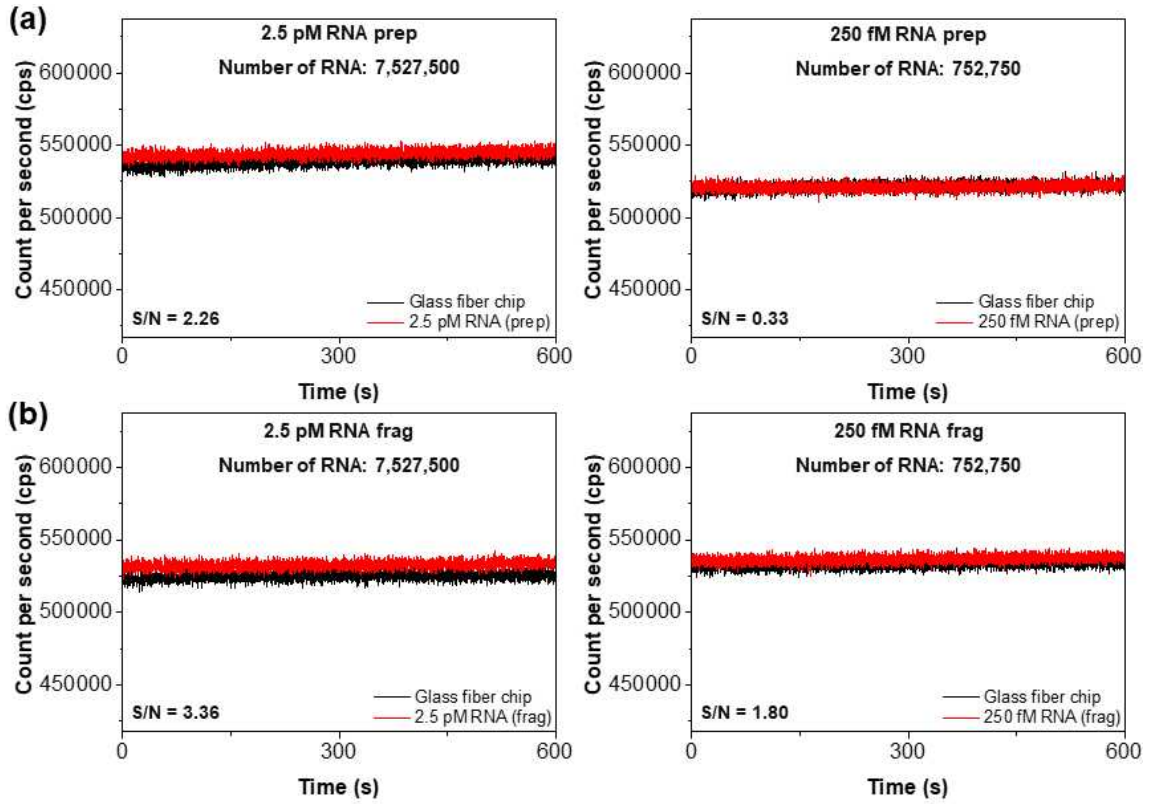 (a)
2.5 pM RNA prep
Number of RNA: 7,527,500
Count per second (cps)
600000
550000
500000
450000
S/N = 2.26
Glass fiber chip
2.5 pM RNA (prep)
0
300
600
Time (s)
250 fM RNA prep
Number of RNA: 752,750
Count per second (cps)
600000
550000
500000
450000
S/N = 0.33
Glass fiber chip
250 fM RNA (prep)
0
300
600
Time (s)
(b)
2.5 pM RNA frag
Number of RNA: 7,527,500
Count per second (cps)
600000
550000
500000
450000
S/N = 3.36
Glass fiber chip
2.5 pM RNA (frag)
0
300
600
Time (s)
250 fM RNA frag
Number of RNA: 752,750
Count per second (cps)
600000
550000
500000
450000
S/N = 1.80
Glass fiber chip
250 fM RNA (frag)
0
300
600
Time (s)